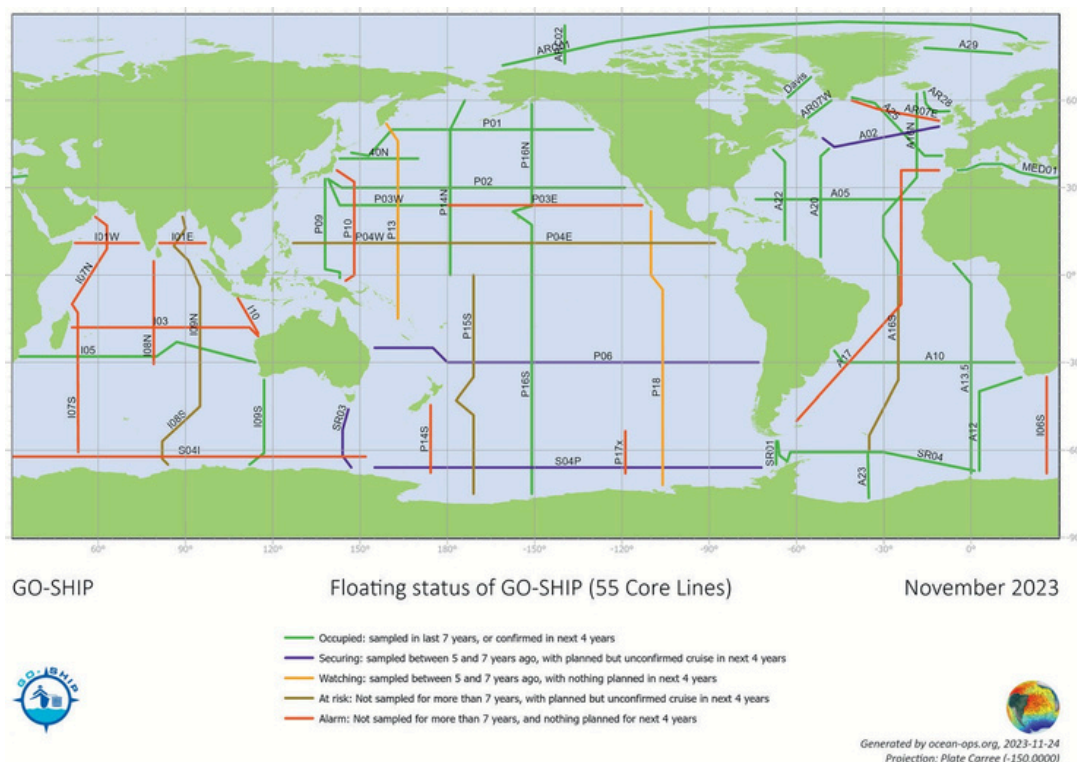 ARC01
ARC02
A29
Davis
AR07W
A25
AR07E
AR28
A02
A16N
P01
40N
P16N
P02
P03W
P03E
P14N
P09
P10
P13
P04W
P04E
A22
A20
A05
MED01
I01W
I01E
I07N
I03
I08N
I09N
I10
I05
I07S
I08S
I09S
S04I
SR03
P15S
P06
P16S
P18
P14S
P17x
S04P
SR01
A17
A16S
A10
A13.5
A12
A23
SR04
I06S
60
30
0°
-30
-60
-90
60° 90° 120° 150° 180° -150° -120° -90° -60° -30° 0° 30°
GO-SHIP Floating status of GO-SHIP (55 Core Lines) November 2023
Occupied: sampled in last 7 years, or confirmed in next 4 years
Securing: sampled between 5 and 7 years ago, with planned but unconfirmed cruise in next 4 years
Watching: sampled between 5 and 7 years ago, with nothing planned in next 4 years
At risk: Not sampled for more than 7 years, with planned but unconfirmed cruise in next 4 years
Alarm: Not sampled for more than 7 years, and nothing planned for next 4 years
GO-SHIP
Generated by ocean-ops.org, 2023-11-24
Projection: Plate Carree (-150.0000)